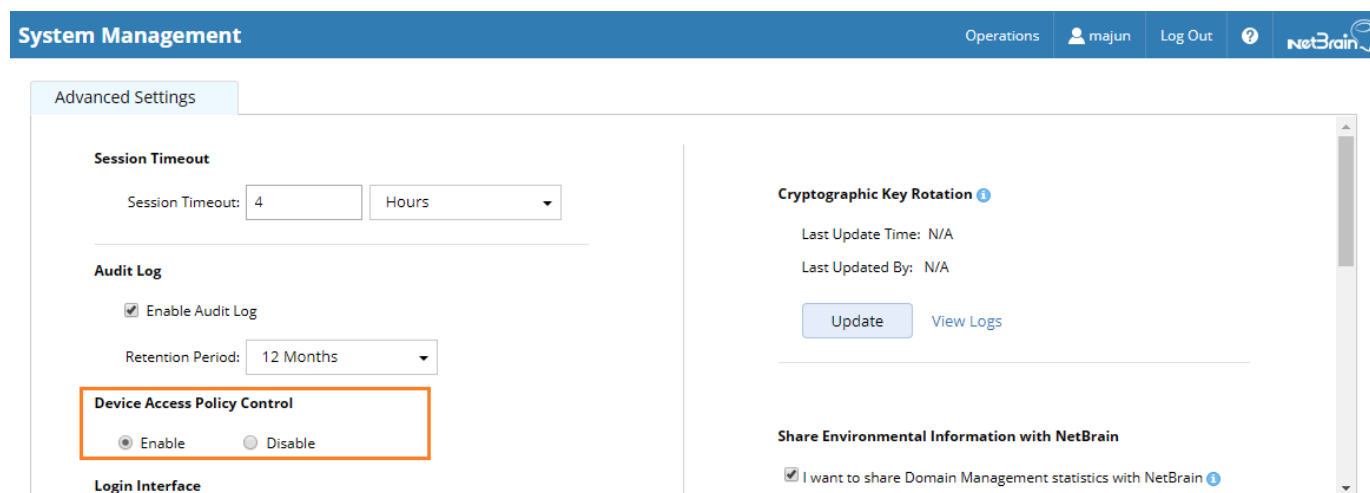 System Management
Operations majun Log Out ? NetBrain
Advanced Settings
Session Timeout
Session Timeout: 4 Hours
Audit Log
Enable Audit Log
Retention Period: 12 Months
Device Access Policy Control
Enable Disable
Login Interface
Cryptographic Key Rotation i
Last Update Time: N/A
Last Updated By: N/A
Update View Logs
Share Environmental Information with NetBrain
I want to share Domain Management statistics with NetBrain i